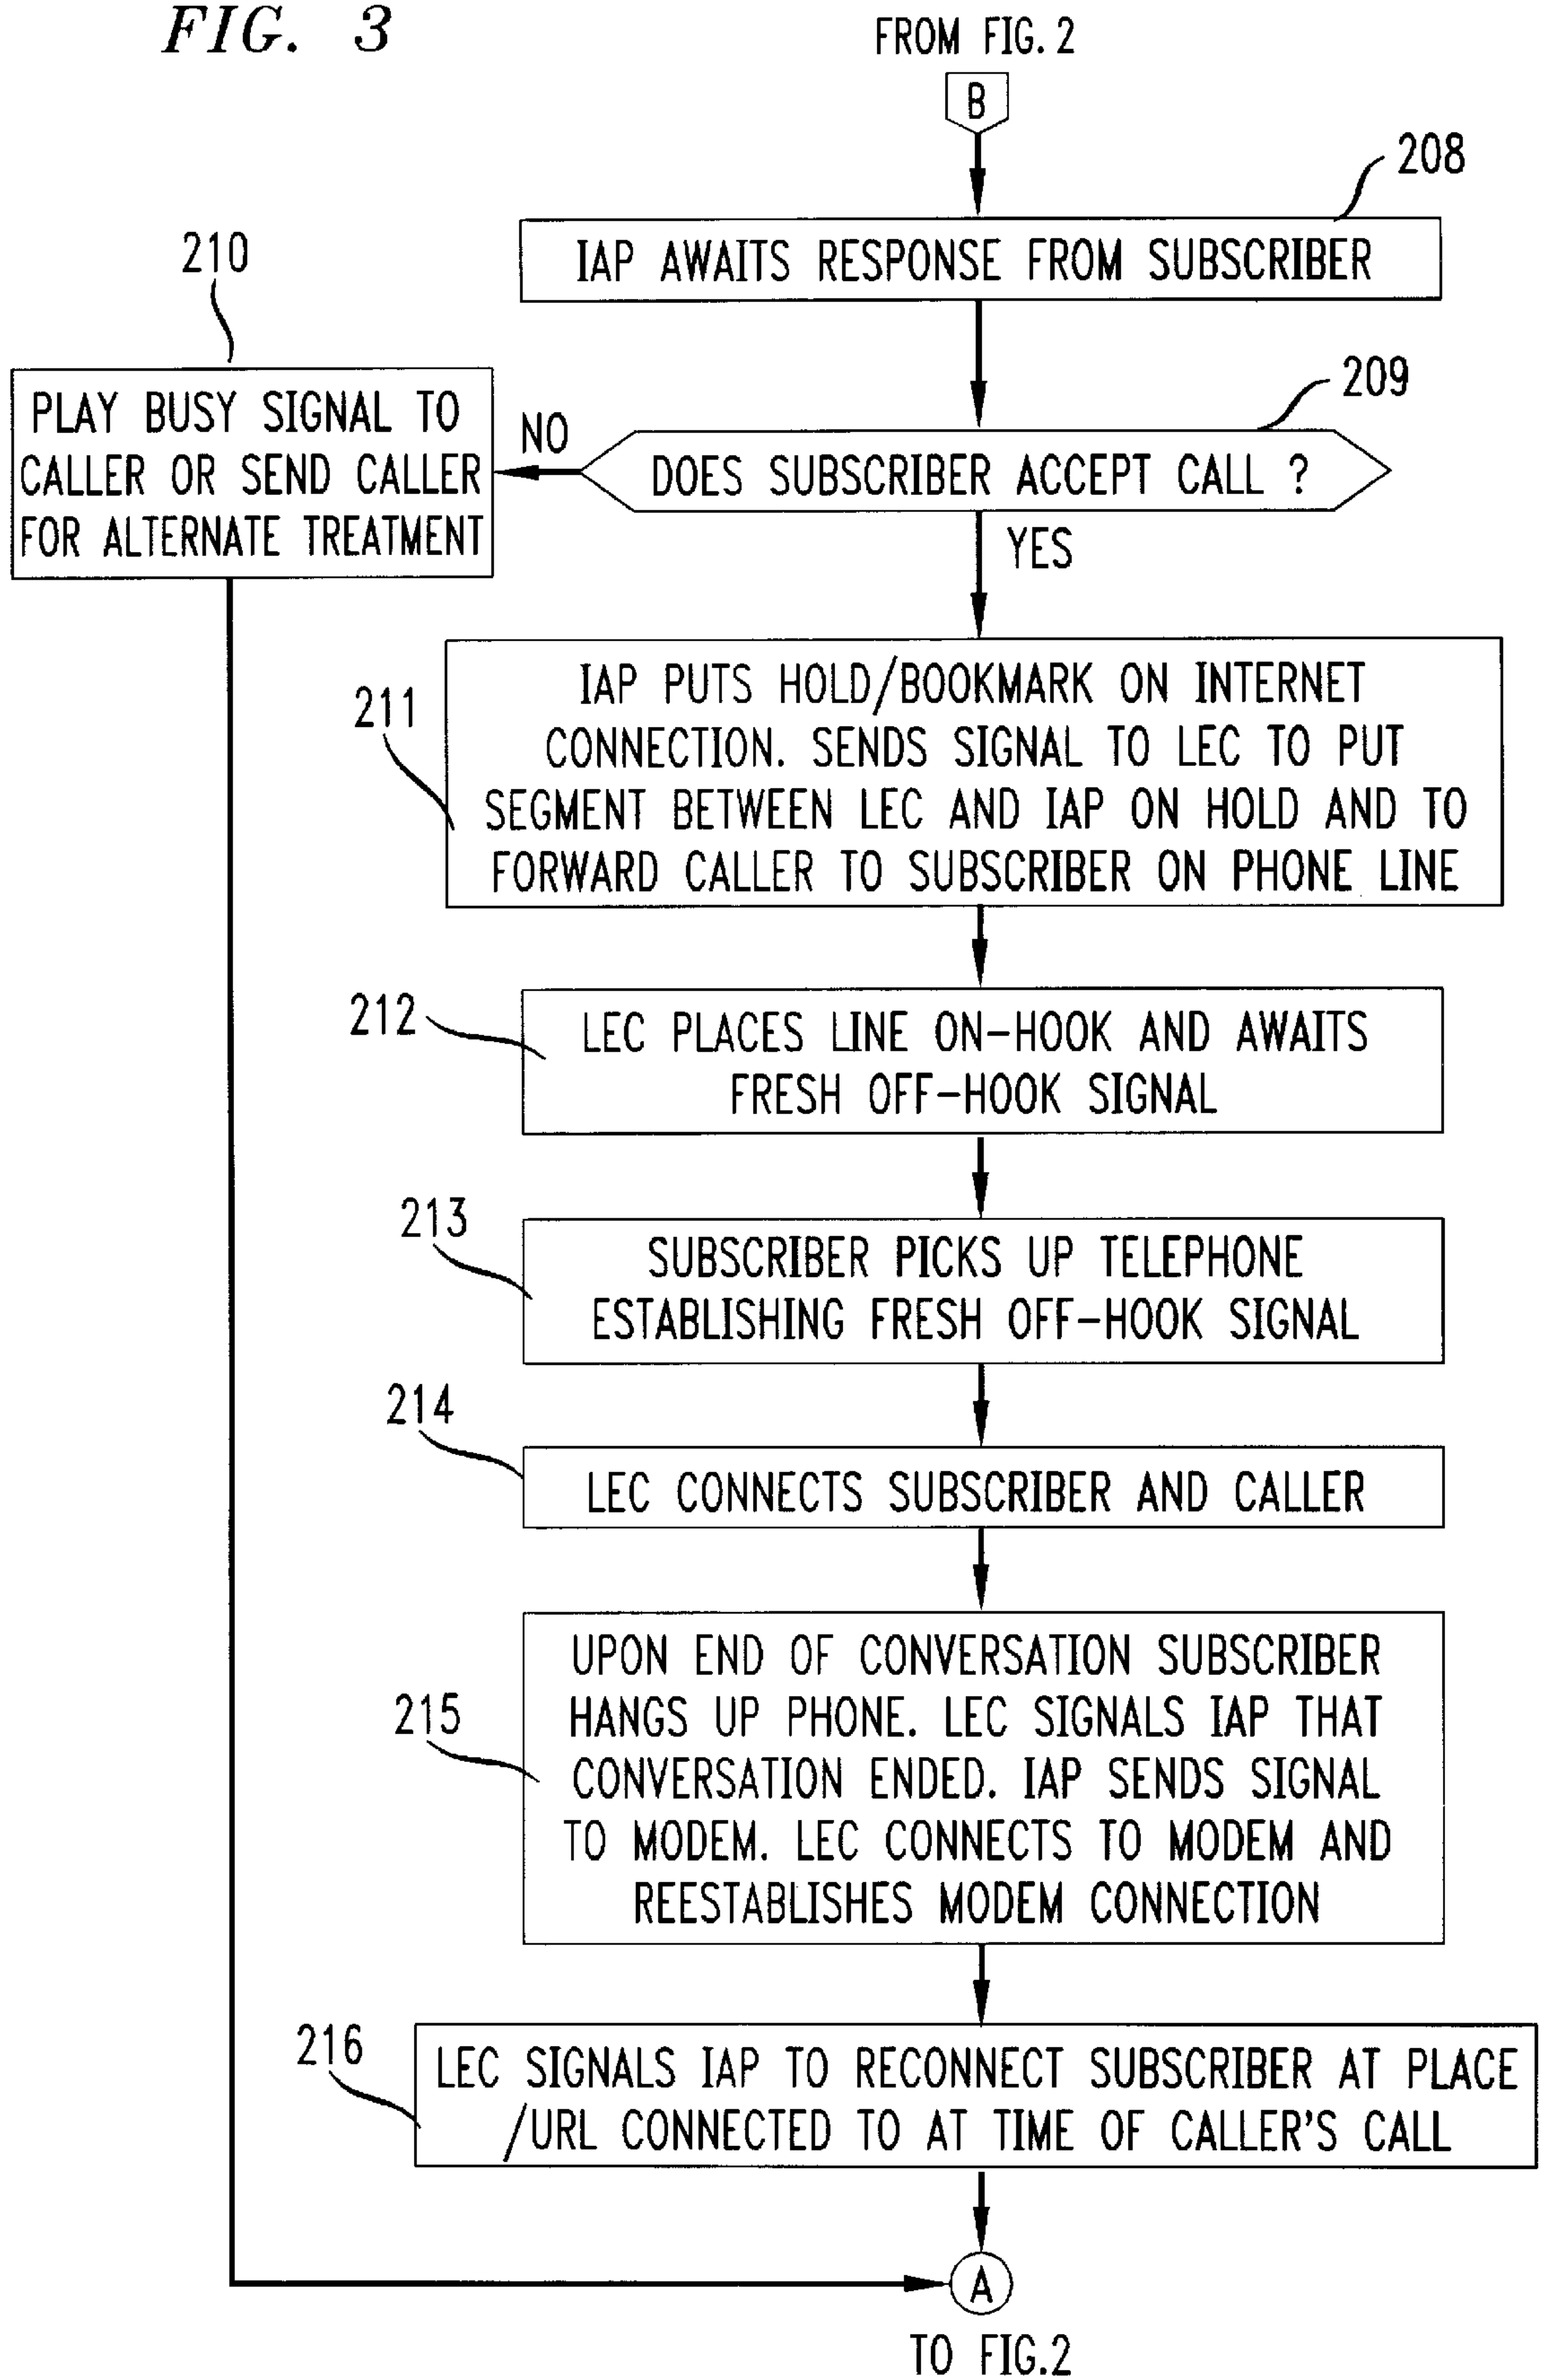 FIG. 3
FROM FIG. 2
B
208
IAP AWAITS RESPONSE FROM SUBSCRIBER
209
DOES SUBSCRIBER ACCEPT CALL ?
NO
210
PLAY BUSY SIGNAL TO
CALLER OR SEND CALLER
FOR ALTERNATE TREATMENT
YES
211
IAP PUTS HOLD/BOOKMARK ON INTERNET
CONNECTION. SENDS SIGNAL TO LEC TO PUT
SEGMENT BETWEEN LEC AND IAP ON HOLD AND TO
FORWARD CALLER TO SUBSCRIBER ON PHONE LINE
212
LEC PLACES LINE ON-HOOK AND AWAITS
FRESH OFF-HOOK SIGNAL
213
SUBSCRIBER PICKS UP TELEPHONE
ESTABLISHING FRESH OFF-HOOK SIGNAL
214
LEC CONNECTS SUBSCRIBER AND CALLER
215
UPON END OF CONVERSATION SUBSCRIBER
HANGS UP PHONE. LEC SIGNALS IAP THAT
CONVERSATION ENDED. IAP SENDS SIGNAL
TO MODEM. LEC CONNECTS TO MODEM AND
REESTABLISHES MODEM CONNECTION
216
LEC SIGNALS IAP TO RECONNECT SUBSCRIBER AT PLACE
/URL CONNECTED TO AT TIME OF CALLER'S CALL
A
TO FIG.2